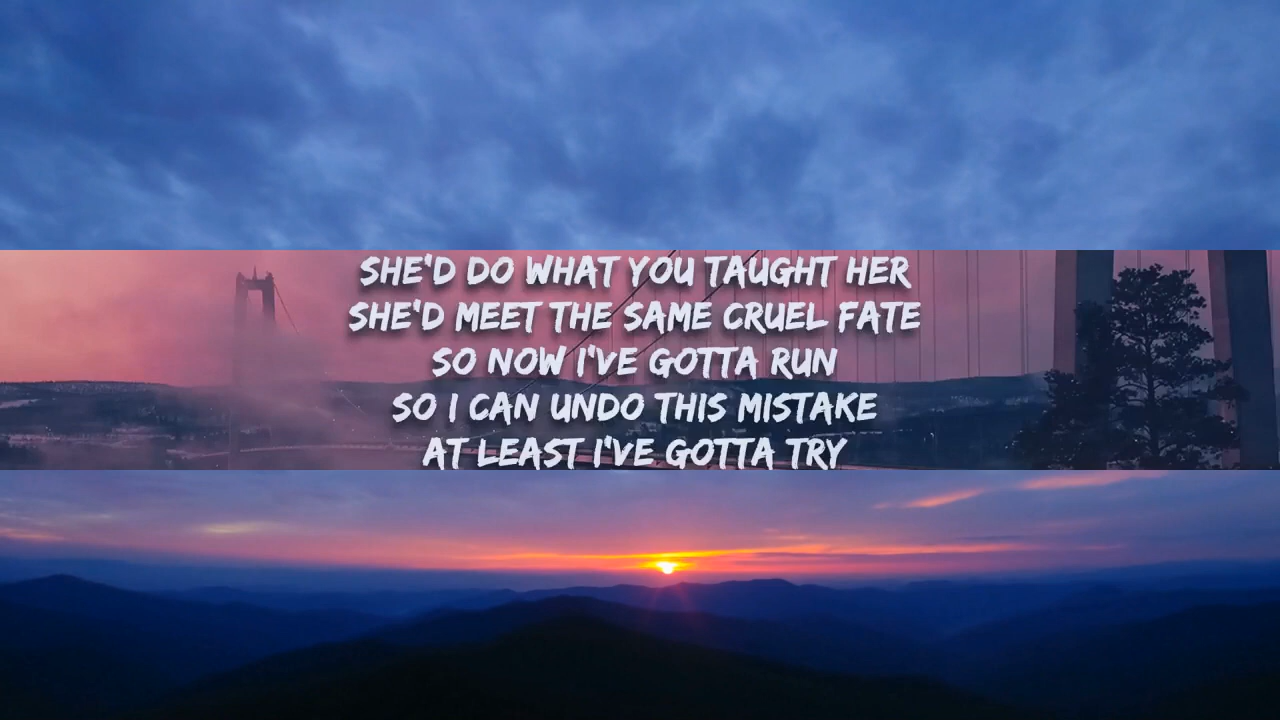 SHE'D DO WHAT YOU TAUGHT HER
SHE'D MEET THE SAME CRUEL FATE
SO NOW I'VE GOTTA RUN
SO I CAN UNDO THIS MISTAKE
AT LEAST I'VE GOTTA TRY